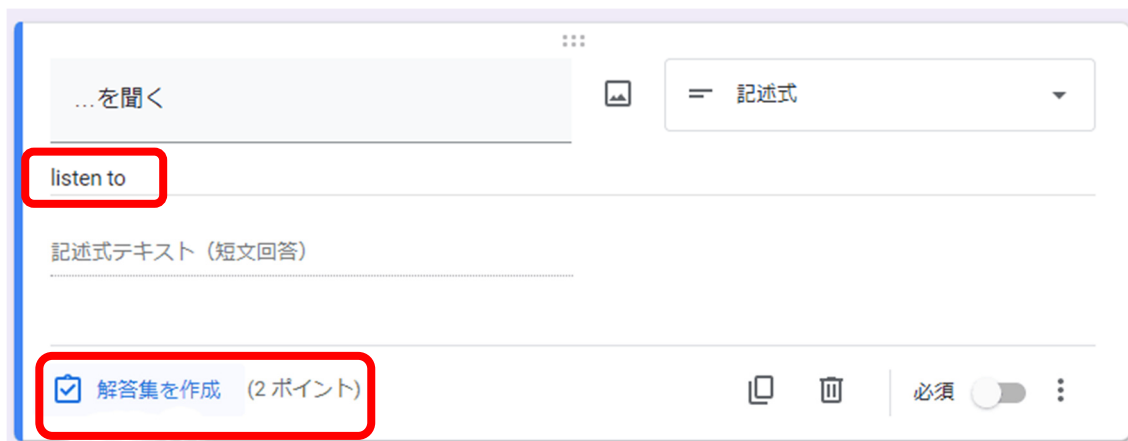 …を聞く
記述式
listen to
記述式テキスト（短文回答）
解答集を作成 (2 ポイント)
必須